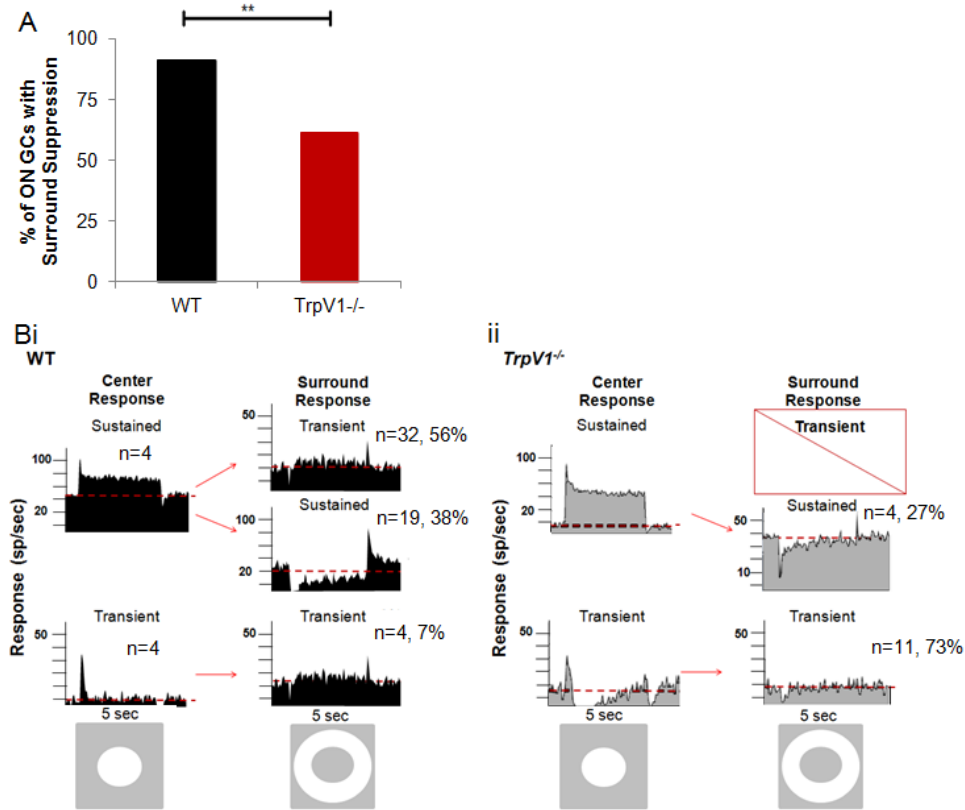 A
**
% of ON GCs with
Surround Suppression
100
75
50
25
0
WT
TrpV1-/-
Bi
WT
Center
Response
Surround
Response
Sustained
Transient
n=4
100
20
50
n=32, 56%
Sustained
100
20
n=19, 38%
Response (sp/sec)
Transient
50
n=4
Transient
50
n=4, 7%
5 sec
5 sec
ii
TrpV1-/-
Center
Response
Surround
Response
Sustained
Transient
100
20
Sustained
50
10
n=4, 27%
Response (sp/sec)
Transient
50
Transient
50
n=11, 73%
5 sec
5 sec